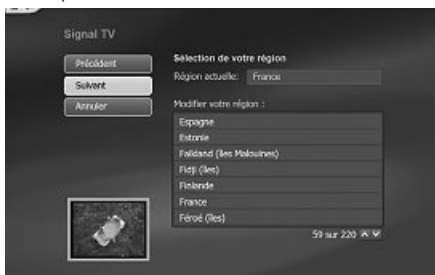 Signal TV
Précédent
Suivant
Annuler
Sélection de votre région
Région actuelle: France
Modifier votre région :
Espagne
Estonie
Falkland (Îles Malouines)
Fidji (Îles)
Finlande
France
Féroé (Îles)
59 sur 220